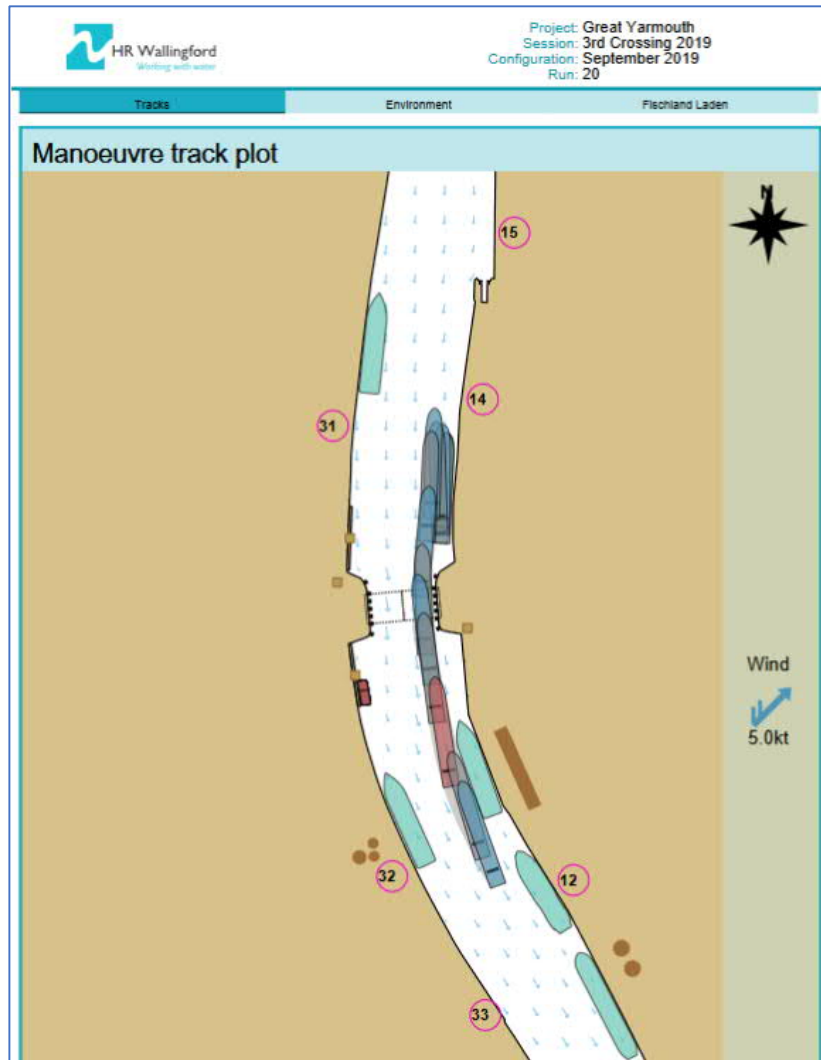 HR Wallingford
Working with water
Project: Great Yarmouth
Session: 3rd Crossing 2019
Configuration: September 2019
Run: 20
Tracks Environment Fischland Laden
Manoeuvre track plot
N
15
14
31
Wind
5.0kt
32
12
33